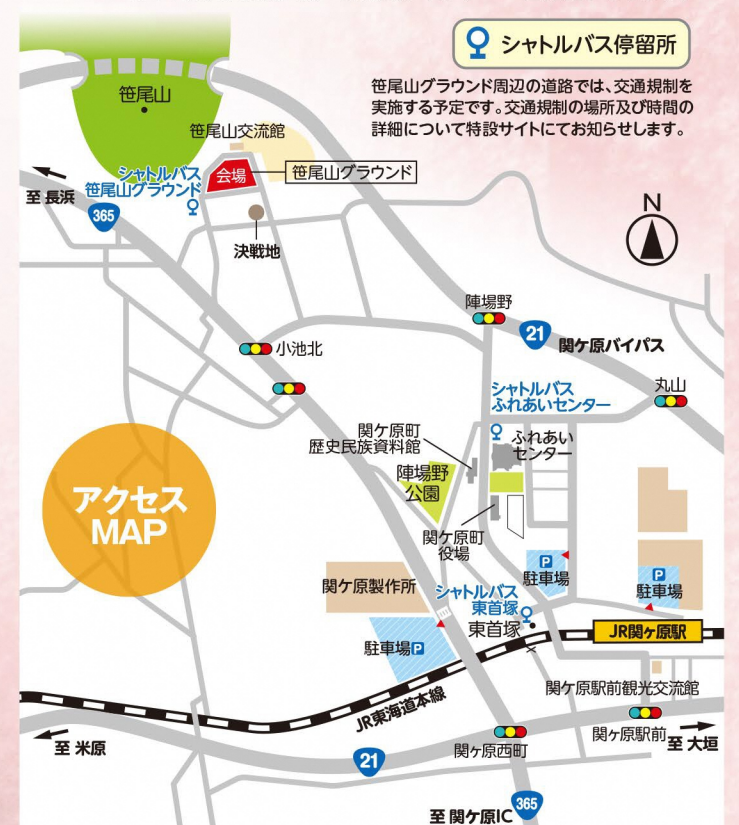 シャトルバス停留所
笹尾山グラウンド周辺の道路では、交通規制を
実施する予定です。交通規制の場所及び時間の
詳細について特設サイトにてお知らせします。
笹尾山
笹尾山交流館
シャトルバス
笹尾山グラウンド
会場
笹尾山グラウンド
至 長浜
365
決戦地
N
陣場野
21
関ケ原バイパス
小池北
丸山
シャトルバス
ふれあいセンター
関ケ原町
歴史民族資料館
ふれあい
センター
陣場野
公園
アクセス
MAP
関ケ原町
役場
P
駐車場
P
駐車場
関ケ原製作所
シャトルバス
東首塚
東首塚
JR関ヶ原駅
駐車場P
関ケ原駅前観光交流館
JR東海道本線
関ケ原駅前
至 大垣
至 米原
関ケ原西町
21
365
至 関ケ原IC